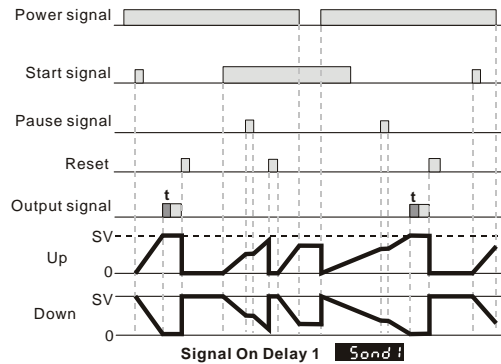 Power signal
Start signal
Pause signal
Reset
t t
Output signal
SV
Up
0
SV
Down
0
Signal On Delay 1 Sond1